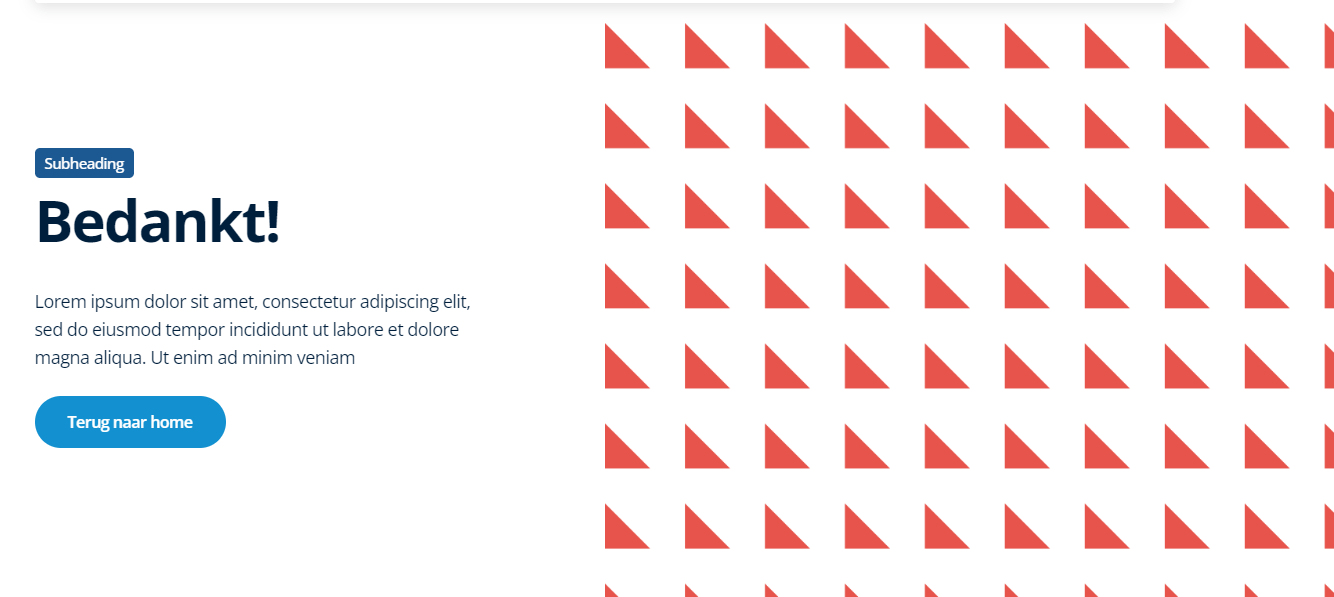 Subheading
Bedankt!
Lorem ipsum dolor sit amet, consectetur adipiscing elit,
sed do eiusmod tempor incididunt ut labore et dolore
magna aliqua. Ut enim ad minim veniam
Terug naar home